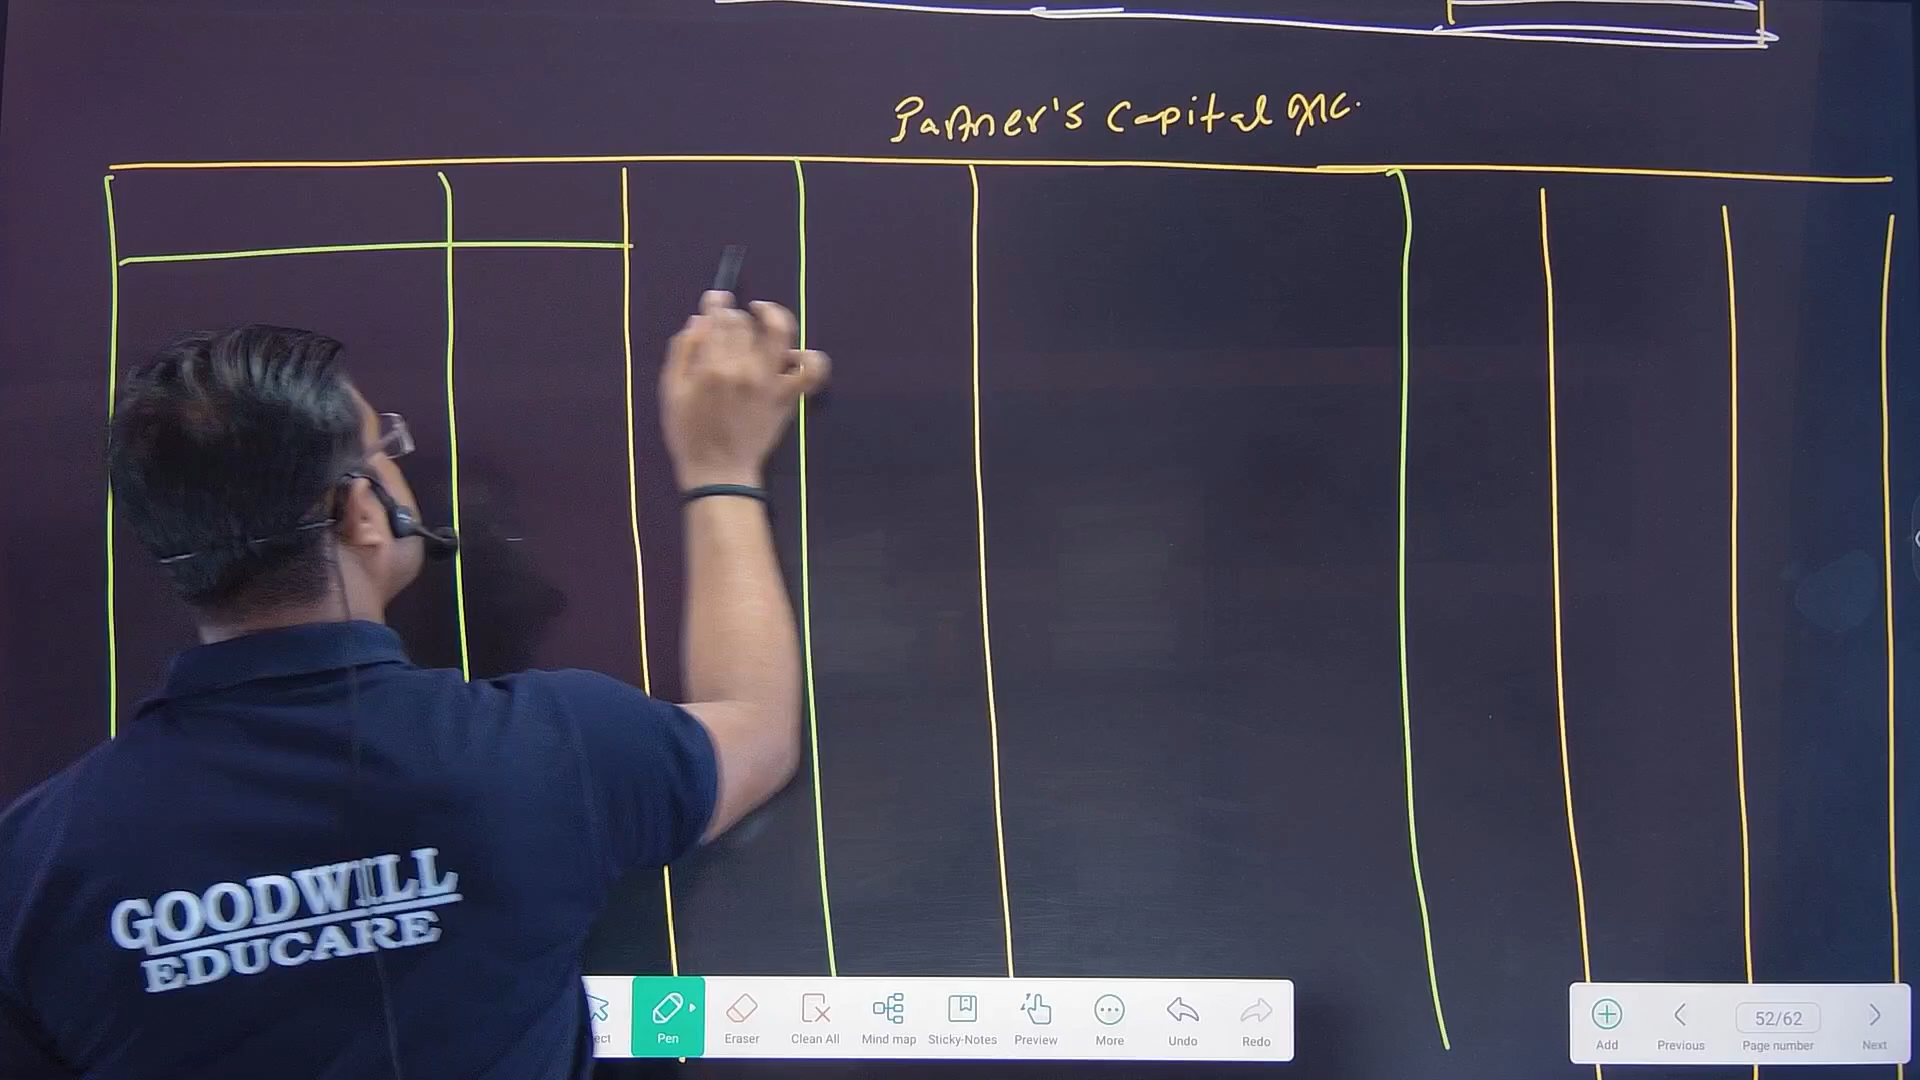 Partner's Capital A/c.
GOODWILL
EDUCARE
ect
Pen
Eraser
Clean All
Mind map
Sticky-Notes
Preview
More
Undo
Redo
Add
Previous
52/62
Page number
Next